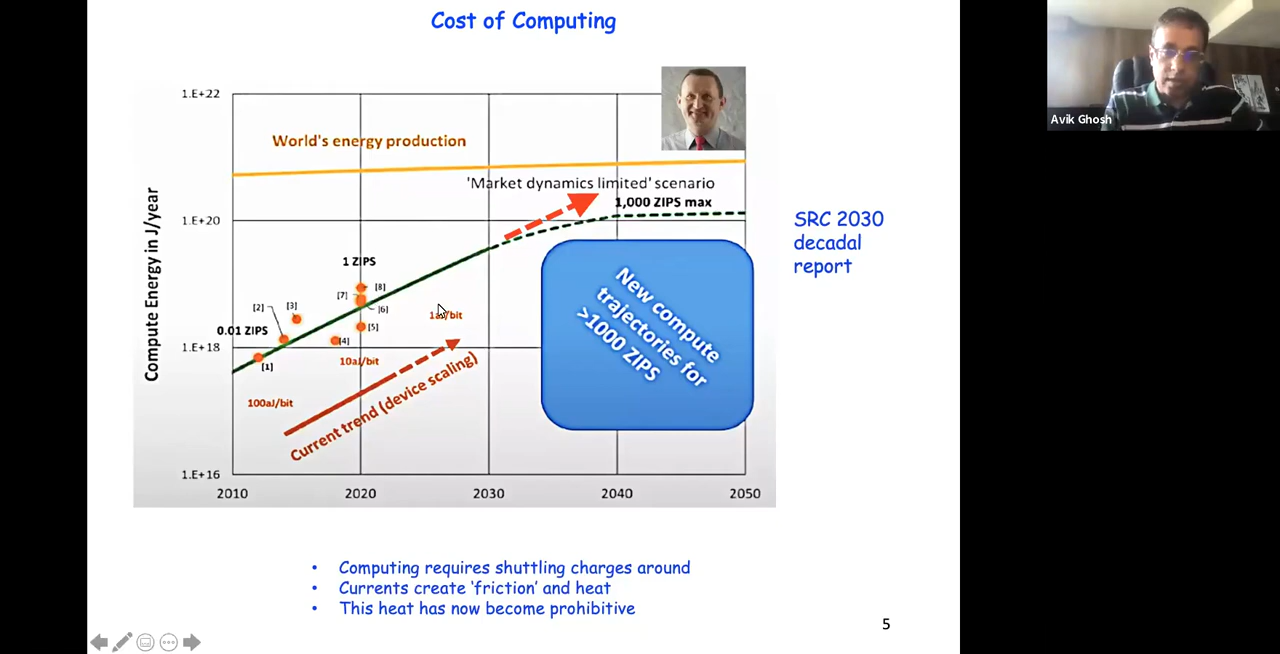 Cost of Computing
Avik Ghosh
1.E+22
World's energy production
'Market dynamics limited' scenario
1,000 ZIPS max
1.E+20
SRC 2030
decadal
report
Compute Energy in J/year
1 ZIPS
[8]
[7]
[6]
[2]
[3]
[5]
0.01 ZIPS
[4]
1aJ/bit
1.E+18
[1]
10aJ/bit
100aJ/bit
Current trend (device scaling)
New compute
trajectories for
>1000 ZIPS
1.E+16
2010
2020
2030
2040
2050
• Computing requires shuttling charges around
• Currents create 'friction' and heat
• This heat has now become prohibitive
5